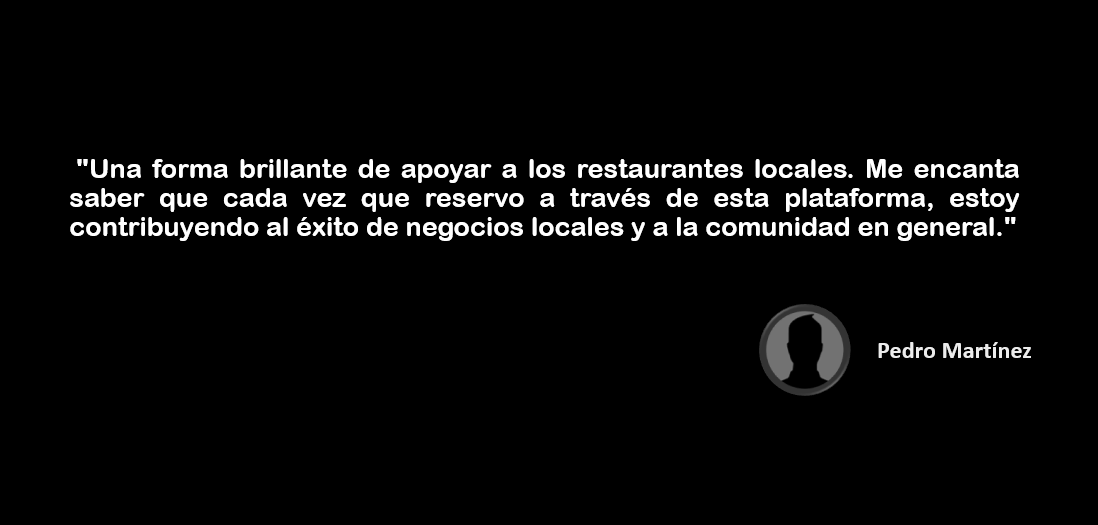 "Una forma brillante de apoyar a los restaurantes locales. Me encanta
saber que cada vez que reservo a través de esta plataforma, estoy
contribuyendo al éxito de negocios locales y a la comunidad en general."
Pedro Martínez